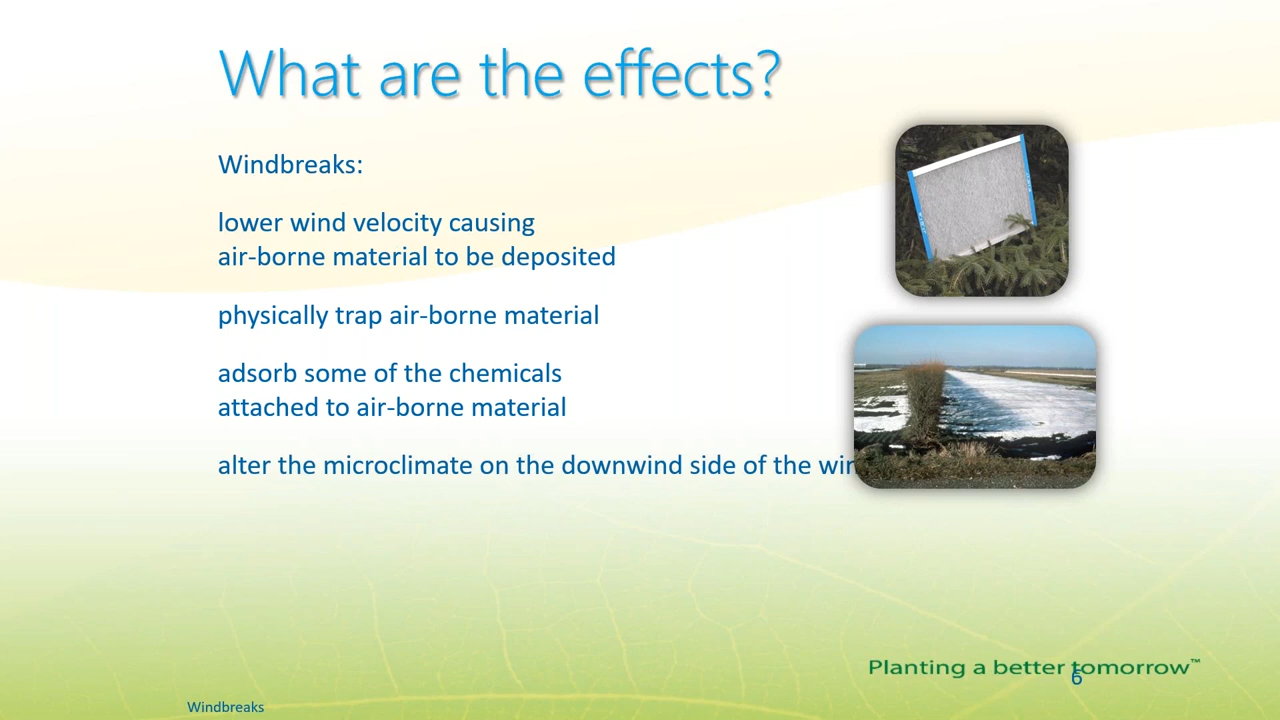 What are the effects?
Windbreaks:
lower wind velocity causing
air-borne material to be deposited
physically trap air-borne material
adsorb some of the chemicals
attached to air-borne material
alter the microclimate on the downwind side of the
Planting a better tomorrow™
6
Windbreaks